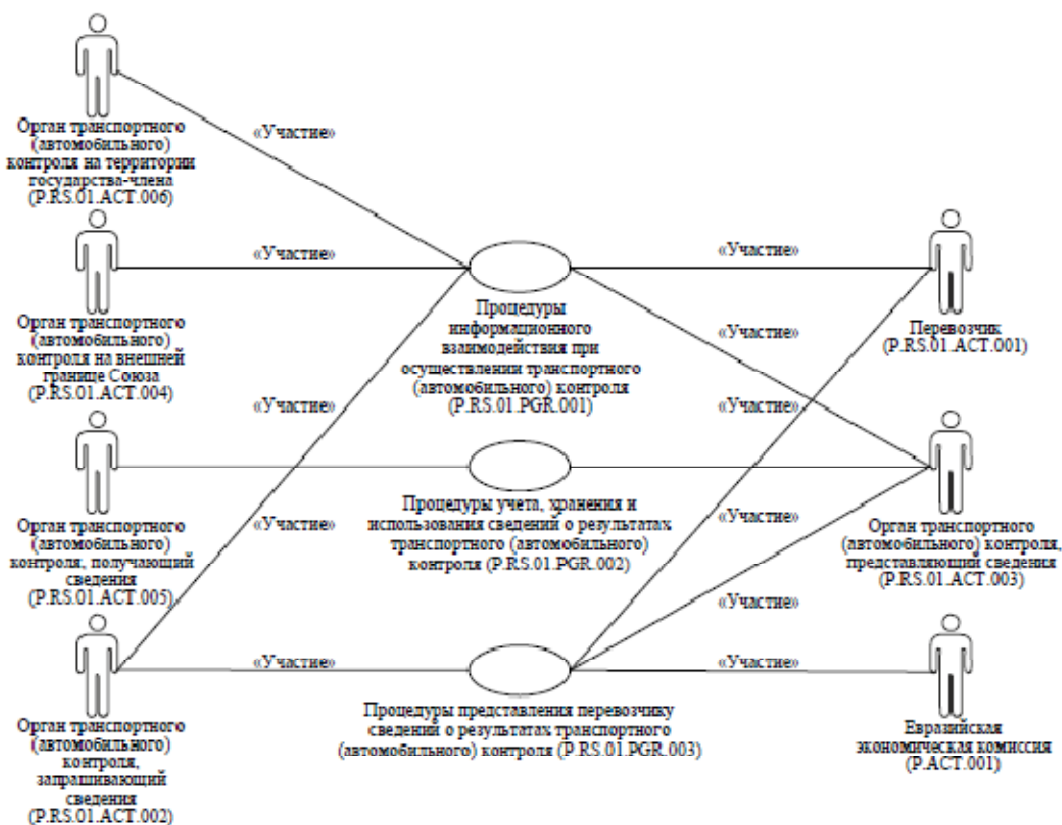 Орган транспортного
(автомобильного)
контроля на территории
государства-члена
(P.RS.01.ACT.006)
«Участие»
Орган транспортного
(автомобильного)
контроля на внешней
границе Союза
(P.RS.01.ACT.004)
«Участие»
Процедуры
информационного
взаимодействия при
осуществлении транспортного
(автомобильного) контроля
(P.RS.01.PGR.001)
«Участие»
Перевозчик
(P.RS.01.ACT.001)
«Участие»
«Участие»
«Участие»
Орган транспортного
(автомобильного)
контроля, получающий
сведения
(P.RS.01.ACT.005)
«Участие»
Процедуры учета, хранения и
использования сведений о результатах
транспортного (автомобильного)
контроля (P.RS.01.PGR.002)
«Участие»
Орган транспортного
(автомобильного) контроля,
представляющий сведения
(P.RS.01.ACT.003)
«Участие»
Орган транспортного
(автомобильного)
контроля,
запрашивающий
сведения
(P.RS.01.ACT.002)
«Участие»
Процедуры представления перевозчику
сведений о результатах транспортного
(автомобильного) контроля (P.RS.01.PGR.003)
«Участие»
Евразийская
экономическая комиссия
(P.ACT.001)